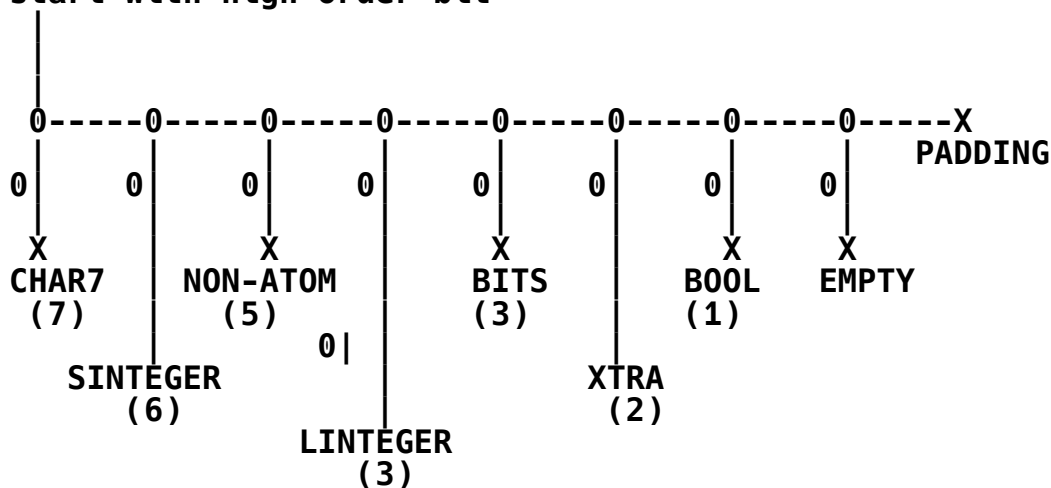 start with high order bit
0-----0-----0-----0-----0-----0-----0-----0-----X
PADDING
0 0 0 0 0 0 0 0
X X X X X
CHAR7 NON-ATOM BITS BOOL EMPTY
(7) (5) (3) (1)
0|
SINTEGER XTRA
(6) (2)
LINTEGER
(3)